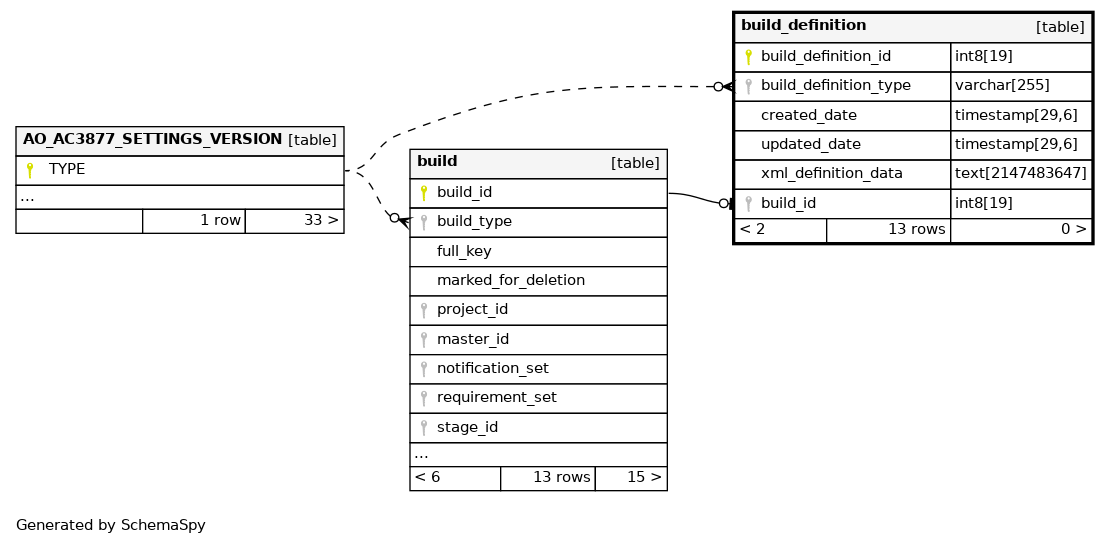 build_definition [table]
build_definition_id int8[19]
build_definition_type varchar[255]
created_date timestamp[29,6]
updated_date timestamp[29,6]
xml_definition_data text[2147483647]
build_id int8[19]
< 2 13 rows 0 >
AO_AC3877_SETTINGS_VERSION [table]
TYPE
...
1 row 33 >
build [table]
build_id
build_type
full_key
marked_for_deletion
project_id
master_id
notification_set
requirement_set
stage_id
...
< 6 13 rows 15 >
Generated by SchemaSpy